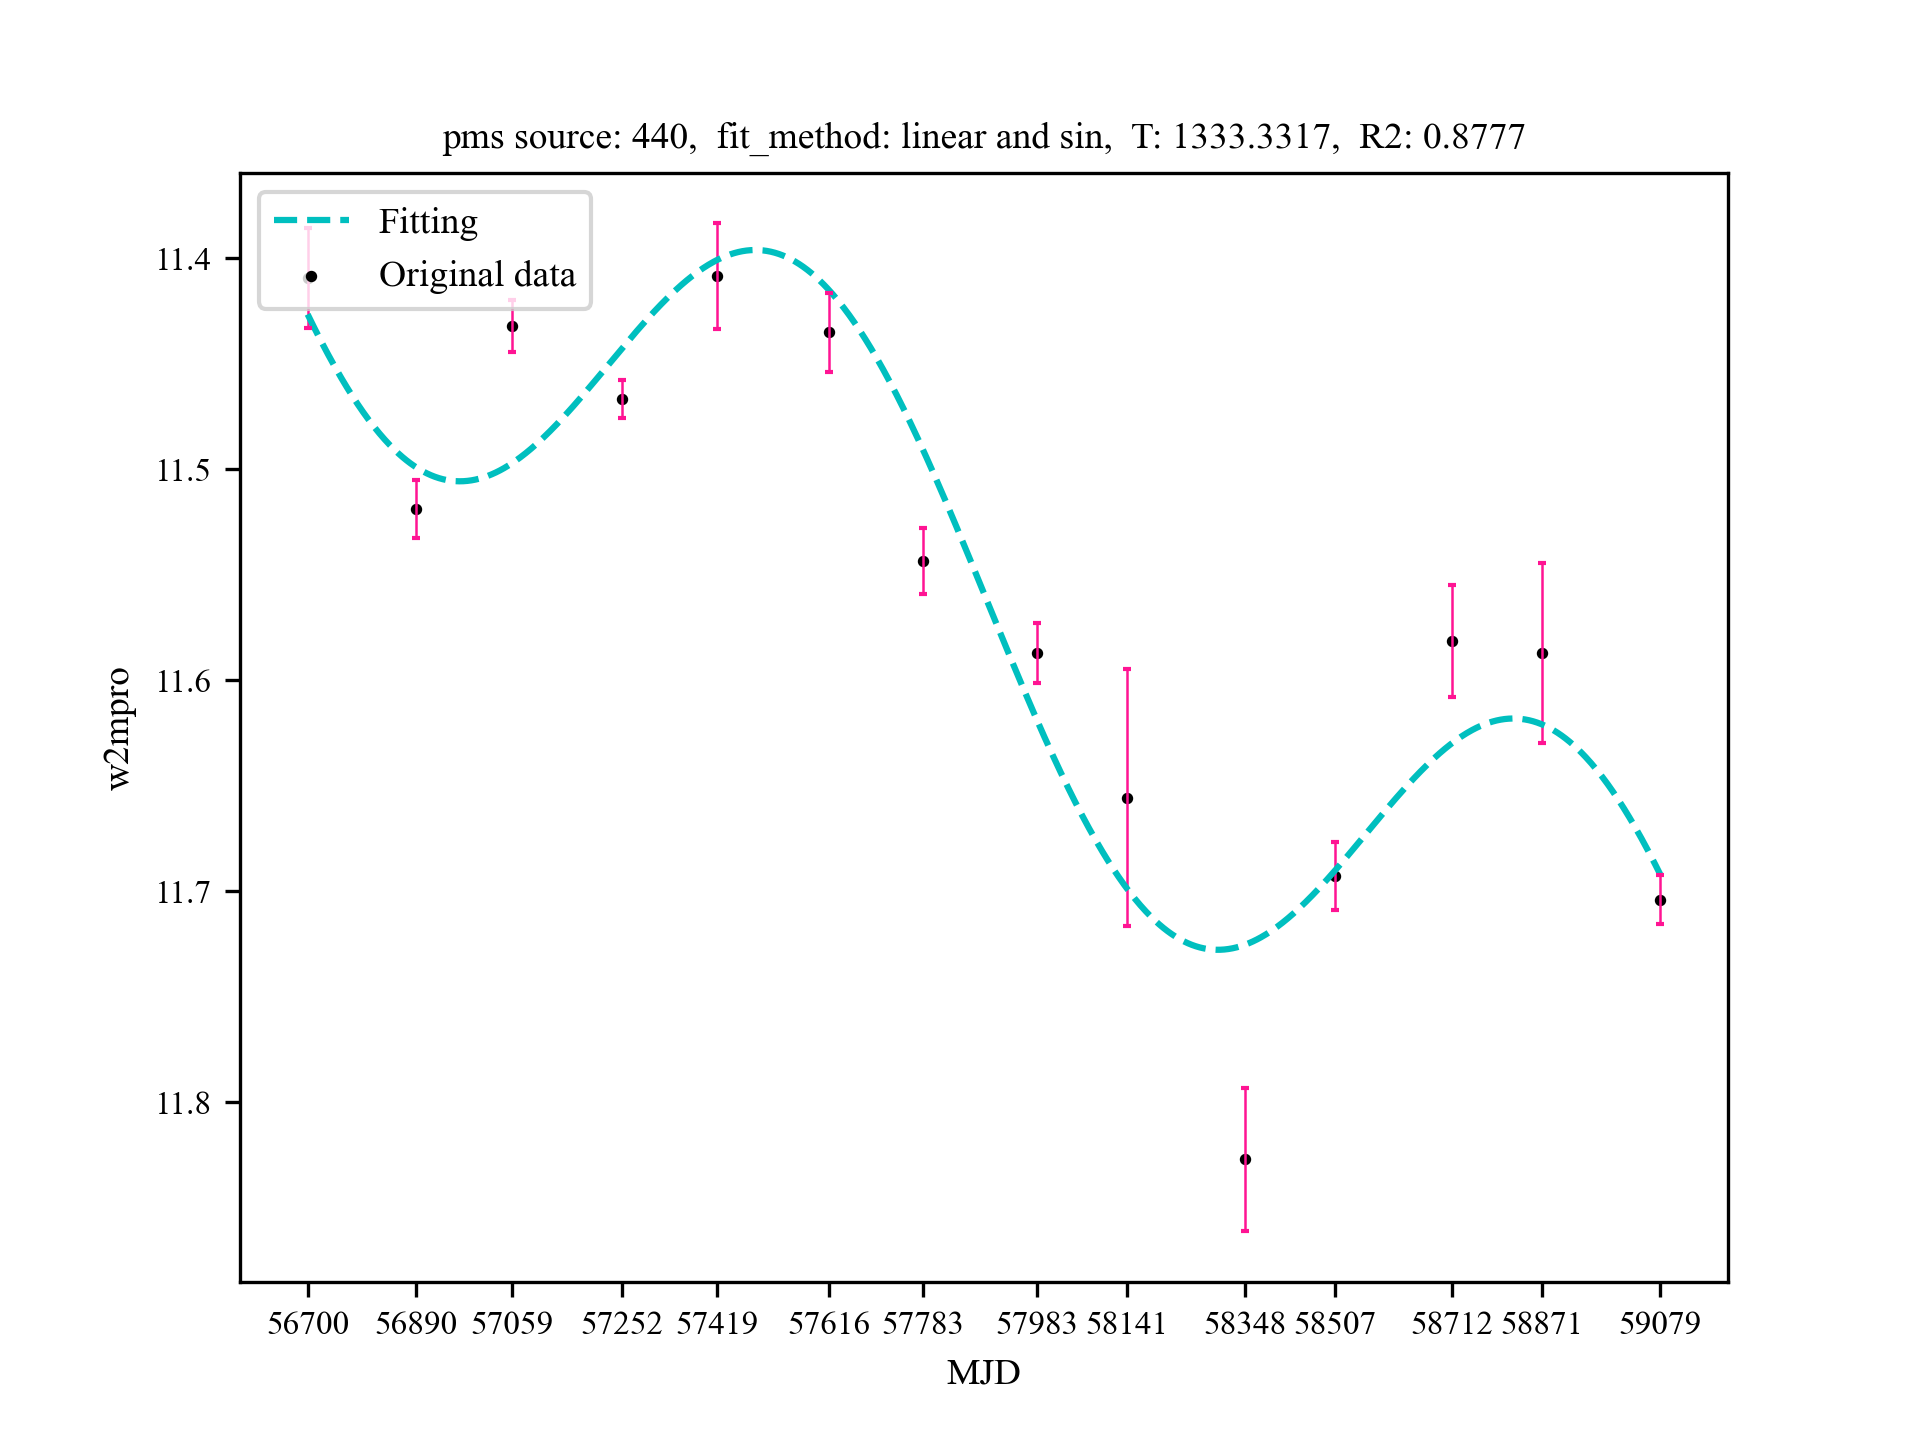 pms source: 440,  fit_method: linear and sin,  T: 1333.3317,  R2: 0.8777
Fitting
Original data
11.4
11.5
11.6
11.7
11.8
w2mpro
56700 56890 57059 57252 57419 57616 57783 57983 58141 58348 58507 58712 58871 59079
MJD